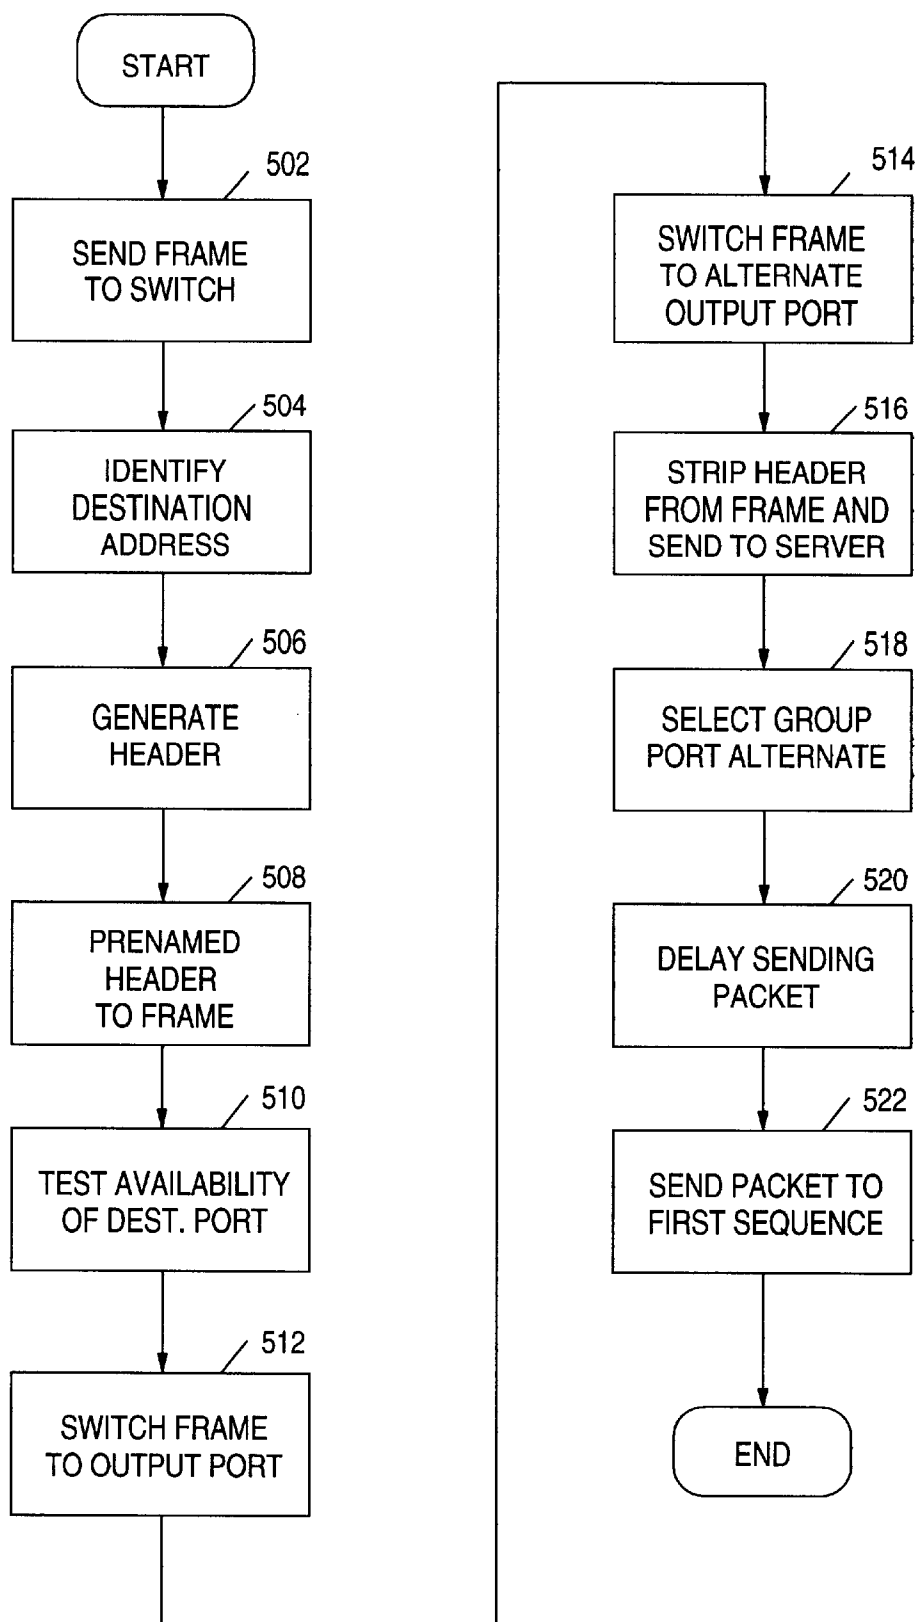 START
502
SEND FRAME
TO SWITCH
504
IDENTIFY
DESTINATION
ADDRESS
506
GENERATE
HEADER
508
PRENAMED
HEADER
TO FRAME
510
TEST AVAILABILITY
OF DEST. PORT
512
SWITCH FRAME
TO OUTPUT PORT
514
SWITCH FRAME
TO ALTERNATE
OUTPUT PORT
516
STRIP HEADER
FROM FRAME AND
SEND TO SERVER
518
SELECT GROUP
PORT ALTERNATE
520
DELAY SENDING
PACKET
522
SEND PACKET TO
FIRST SEQUENCE
END